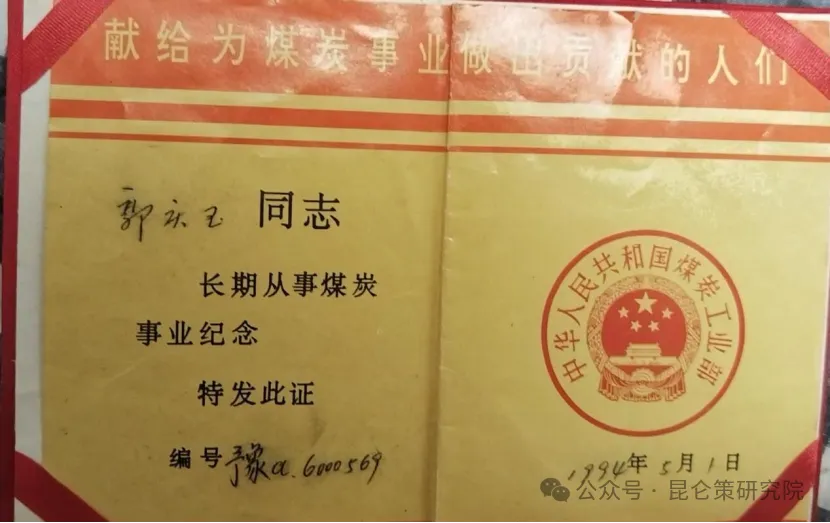 献给为煤炭事业做出贡献的人们
郭庆玉 同志
长期从事煤炭
事业纪念
特发此证
编号豫a.6000569
中华人民共和国煤炭工业部
1994年5月1日
公众号·昆仑策研究院